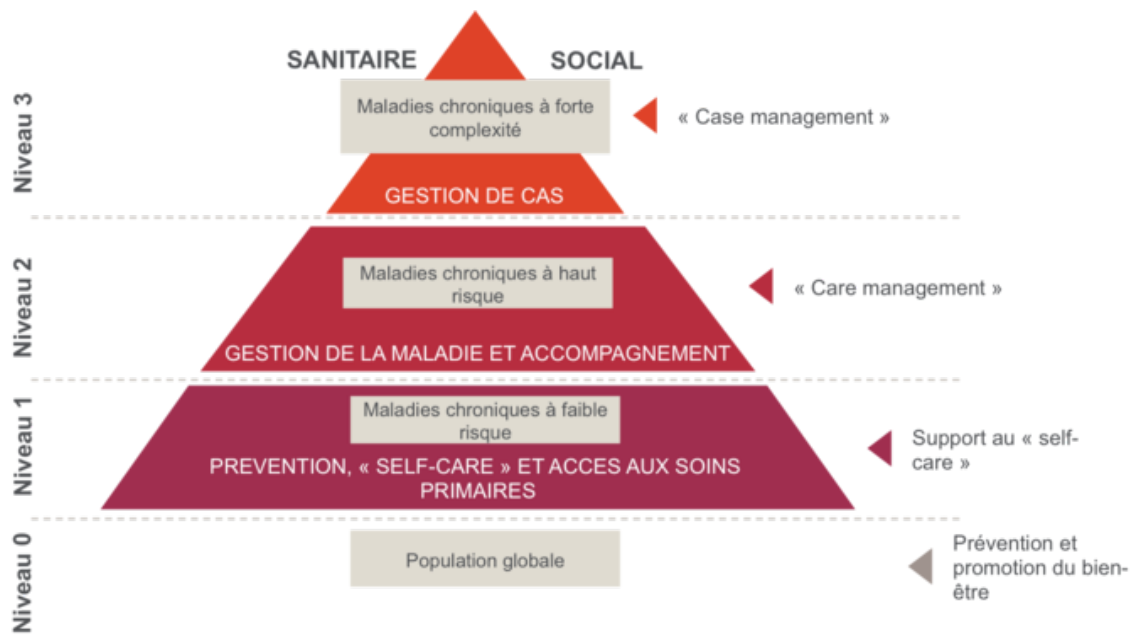 SANITAIRE
SOCIAL
Niveau 3
Maladies chroniques à forte
complexité
« Case management »
GESTION DE CAS
Niveau 2
Maladies chroniques à haut
risque
« Care management »
GESTION DE LA MALADIE ET ACCOMPAGNEMENT
Niveau 1
Maladies chroniques à faible
risque
PREVENTION, « SELF-CARE » ET ACCES AUX SOINS
PRIMAIRES
Support au « self-
care »
Niveau 0
Population globale
Prévention et
promotion du bien-
être